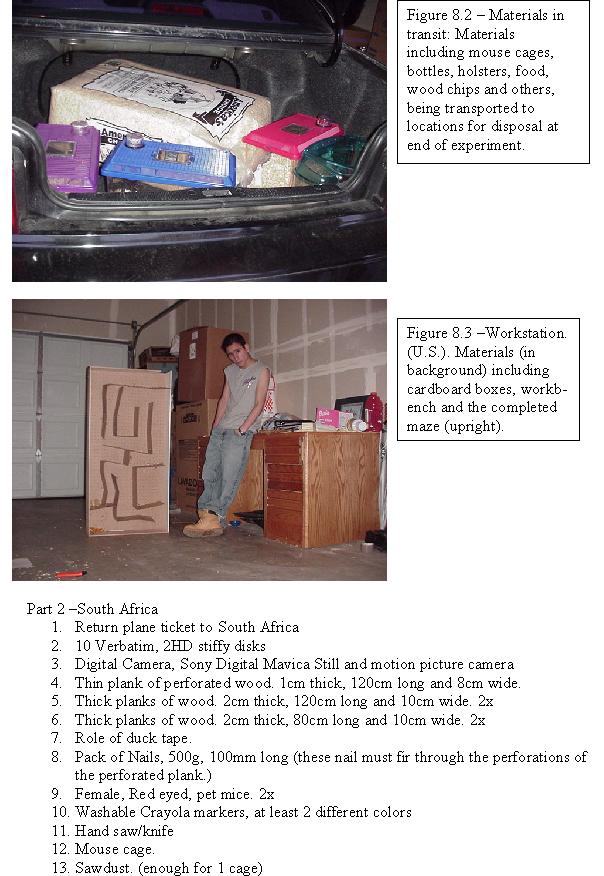 Figure 8.2 – Materials in
transit: Materials
including mouse cages,
bottles, holsters, food,
wood chips and others,
being transported to
locations for disposal at
end of experiment.
Figure 8.3 –Workstation.
(U.S.). Materials (in
background) including
cardboard boxes, workb-
ench and the completed
maze (upright).
Part 2 –South Africa
1. Return plane ticket to South Africa
2. 10 Verbatim, 2HD stiffy disks
3. Digital Camera, Sony Digital Mavica Still and motion picture camera
4. Thin plank of perforated wood. 1cm thick, 120cm long and 8cm wide.
5. Thick planks of wood. 2cm thick, 120cm long and 10cm wide. 2x
6. Thick planks of wood. 2cm thick, 80cm long and 10cm wide. 2x
7. Role of duck tape.
8. Pack of Nails, 500g, 100mm long (these nail must fir through the perforations of
the perforated plank.)
9. Female, Red eyed, pet mice. 2x
10. Washable Crayola markers, at least 2 different colors
11. Hand saw/knife
12. Mouse cage.
13. Sawdust. (enough for 1 cage)